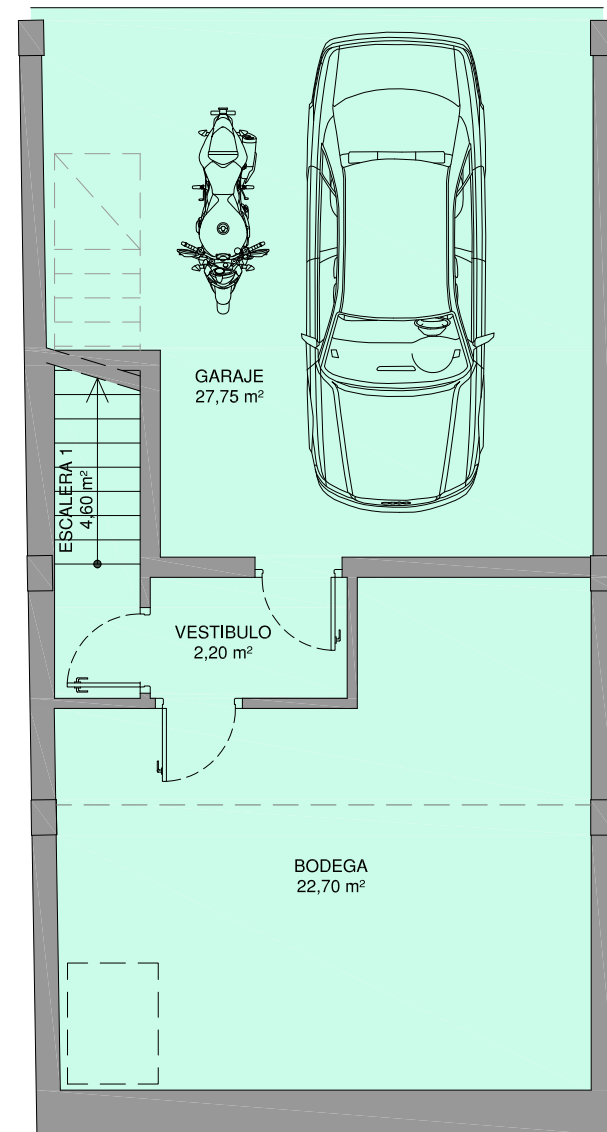 GARAJE
27,75 m²
ESCALERA 1
4,60 m²
VESTIBULO
2,20 m²
BODEGA
22,70 m²